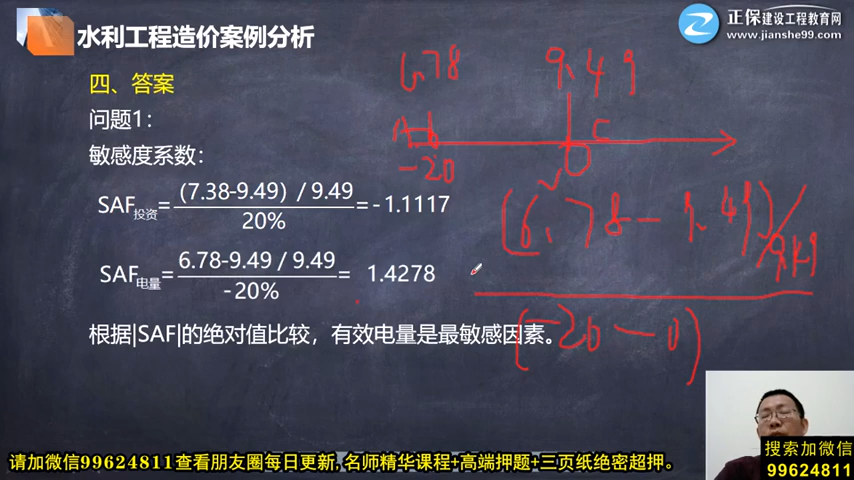 水利工程造价案例分析
正保建设工程教育网
www.jianshe99.com
四、答案
问题1：
敏感度系数：
SAF投资=(7.38-9.49) / 9.49 / 20%=-1.1117
SAF电量=6.78-9.49 / 9.49 / -20%= 1.4278
根据|SAF|的绝对值比较，有效电量是最敏感因素。
6.78 9.49
-20 0
(6.78-9.49)/9.49
(-20-0)
搜索加微信
99624811
请加微信99624811查看朋友圈每日更新,名师精华课程+高端押题+三页纸绝密超押。